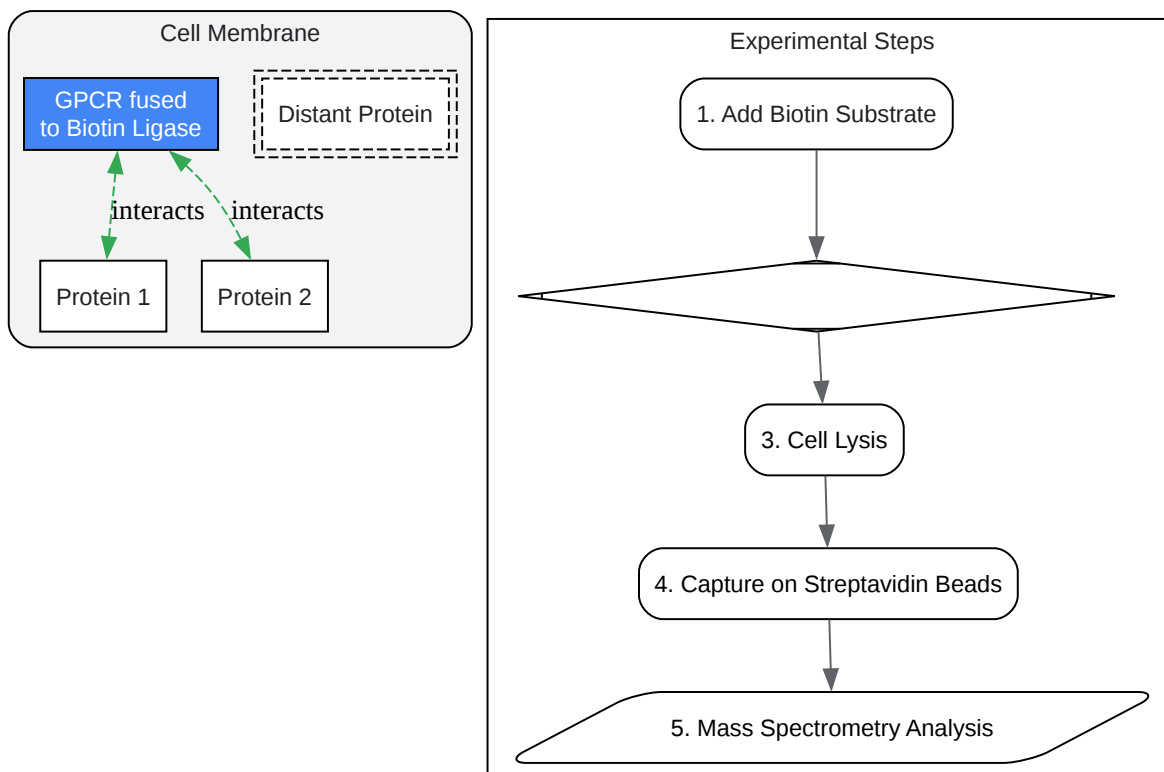 Cell Membrane
GPCR fused
to Biotin Ligase
Distant Protein
interacts
interacts
Protein 1
Protein 2
Experimental Steps
1. Add Biotin Substrate
3. Cell Lysis
4. Capture on Streptavidin Beads
5. Mass Spectrometry Analysis